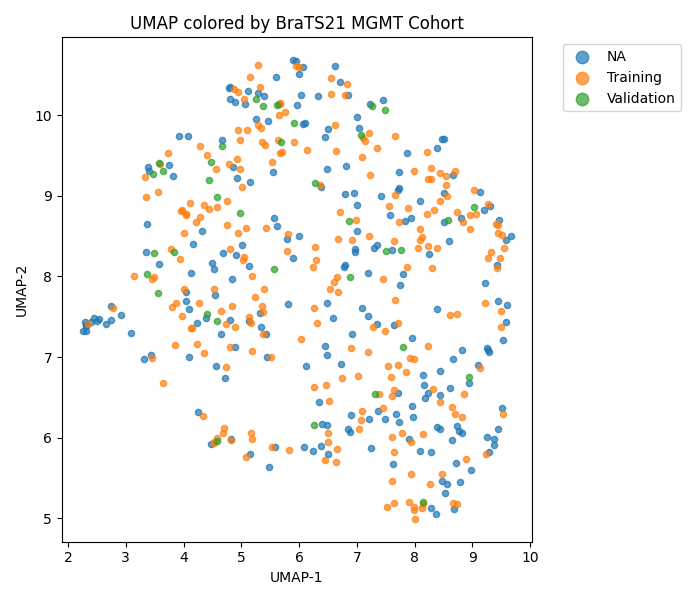 UMAP colored by BraTS21 MGMT Cohort
NA
Training
Validation
10
9
8
7
6
5
UMAP-2
2 3 4 5 6 7 8 9 10
UMAP-1